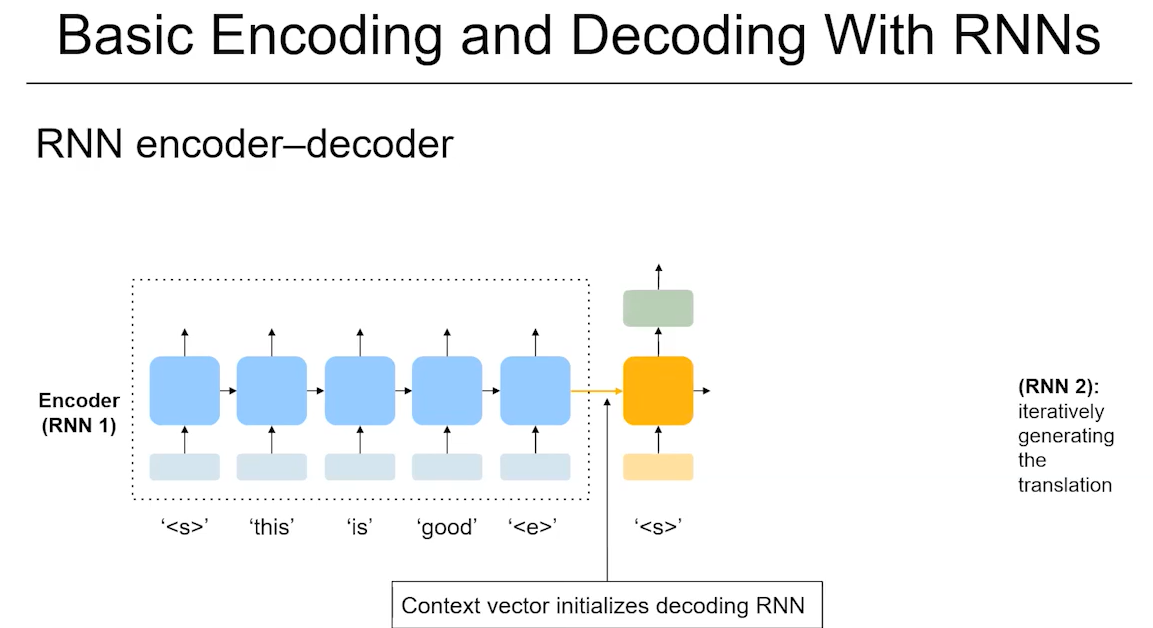 Basic Encoding and Decoding With RNNs
RNN encoder–decoder
Encoder
(RNN 1)
(RNN 2):
iteratively
generating
the
translation
‘<s>’ ‘this’ ‘is’ ‘good’ ‘<e>’ ‘<s>’
Context vector initializes decoding RNN